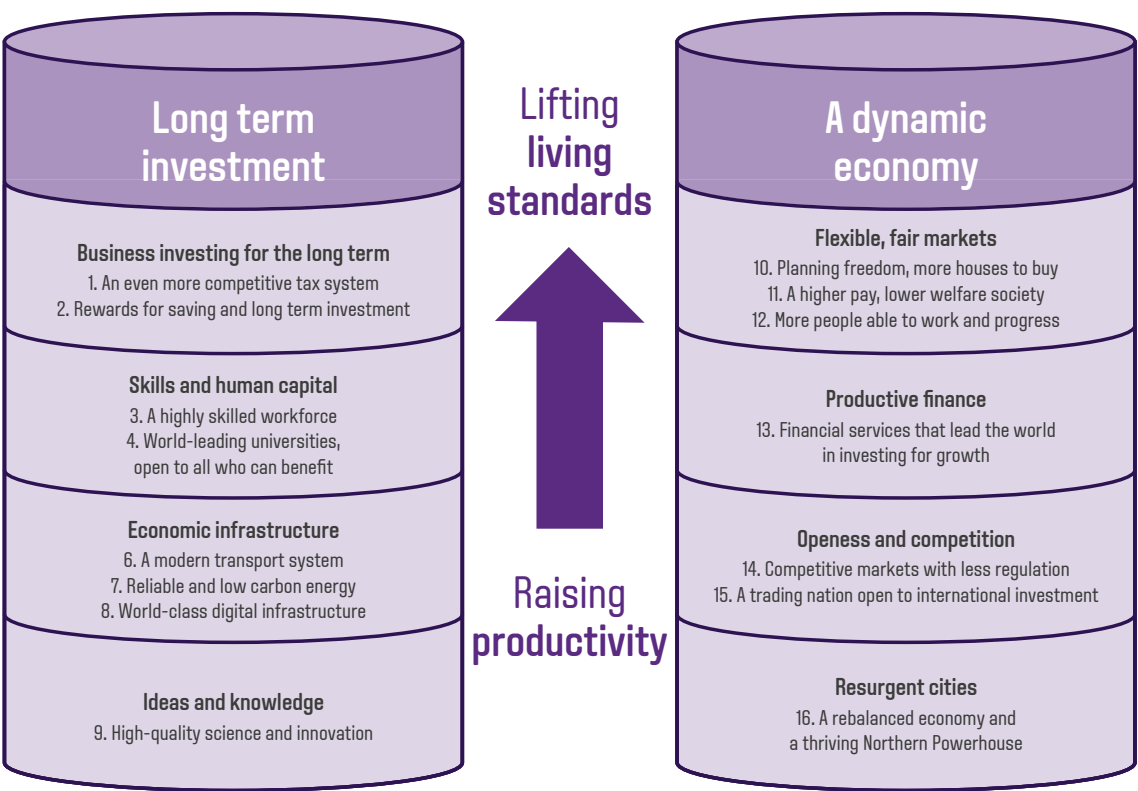 Long term
investment
Business investing for the long term
1. An even more competitive tax system
2. Rewards for saving and long term investment
Skills and human capital
3. A highly skilled workforce
4. World-leading universities,
open to all who can benefit
Economic infrastructure
6. A modern transport system
7. Reliable and low carbon energy
8. World-class digital infrastructure
Ideas and knowledge
9. High-quality science and innovation
Lifting
living
standards
Raising
productivity
A dynamic
economy
Flexible, fair markets
10. Planning freedom, more houses to buy
11. A higher pay, lower welfare society
12. More people able to work and progress
Productive finance
13. Financial services that lead the world
in investing for growth
Openess and competition
14. Competitive markets with less regulation
15. A trading nation open to international investment
Resurgent cities
16. A rebalanced economy and
a thriving Northern Powerhouse